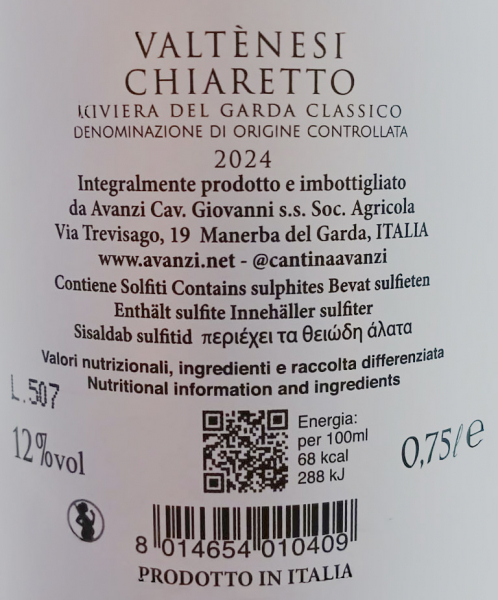 VALTÈNESI
CHIARETTO
RIVIERA DEL GARDA CLASSICO
DENOMINAZIONE DI ORIGINE CONTROLLATA
2024
Integralmente prodotto e imbottigliato
da Avanzi Cav. Giovanni s.s. Soc. Agricola
Via Trevisago, 19 Manerba del Garda, ITALIA
www.avanzi.net - @cantinaavanzi
Contiene Solfiti Contains sulphites Bevat sulfieten
Enthält sulfite Innehäller sulfiter
Sisaldab sulfitid περιέχει τα θειώδη άλατα
Valori nutrizionali, ingredienti e raccolta differenziata
Nutritional information and ingredients
L.507
12%vol
Energia:
per 100ml
68 kcal
288 kJ
0,75 l e
8 014654 010409
PRODOTTO IN ITALIA